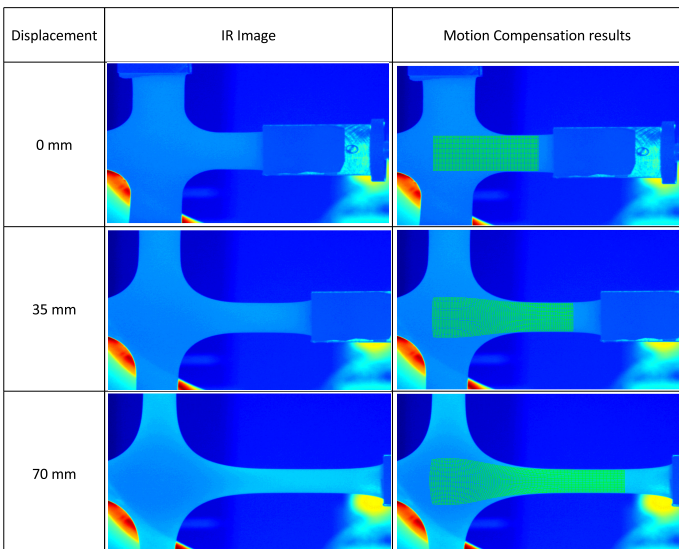 Displacement
IR Image
Motion Compensation results
0 mm
35 mm
70 mm